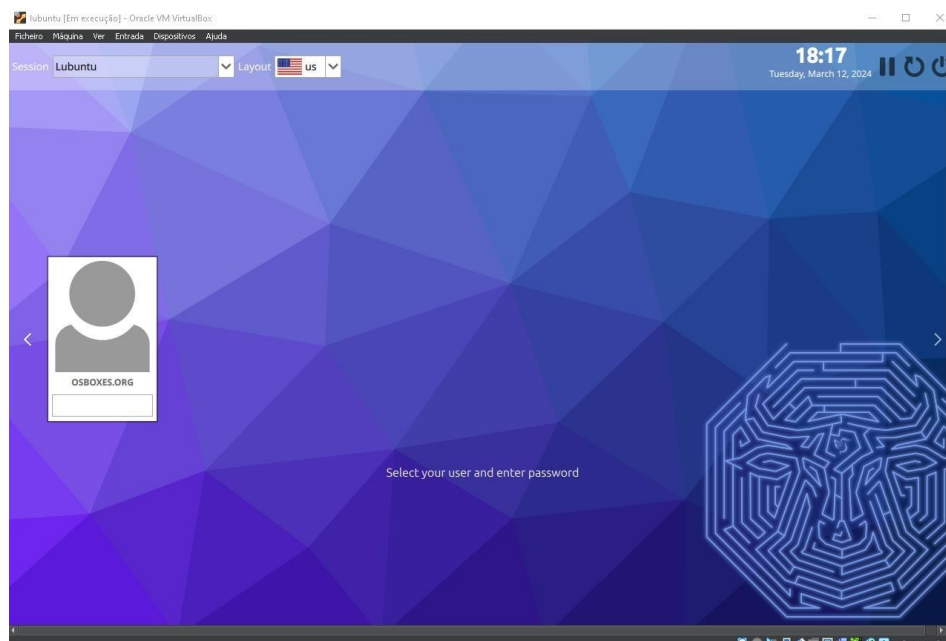 lubuntu [Em execução] - Oracle VM VirtualBox
Ficheiro Máquina Ver Entrada Dispositivos Ajuda
Session Lubuntu Layout us
18:17
Tuesday, March 12, 2024
OSBOXES.ORG
Select your user and enter password